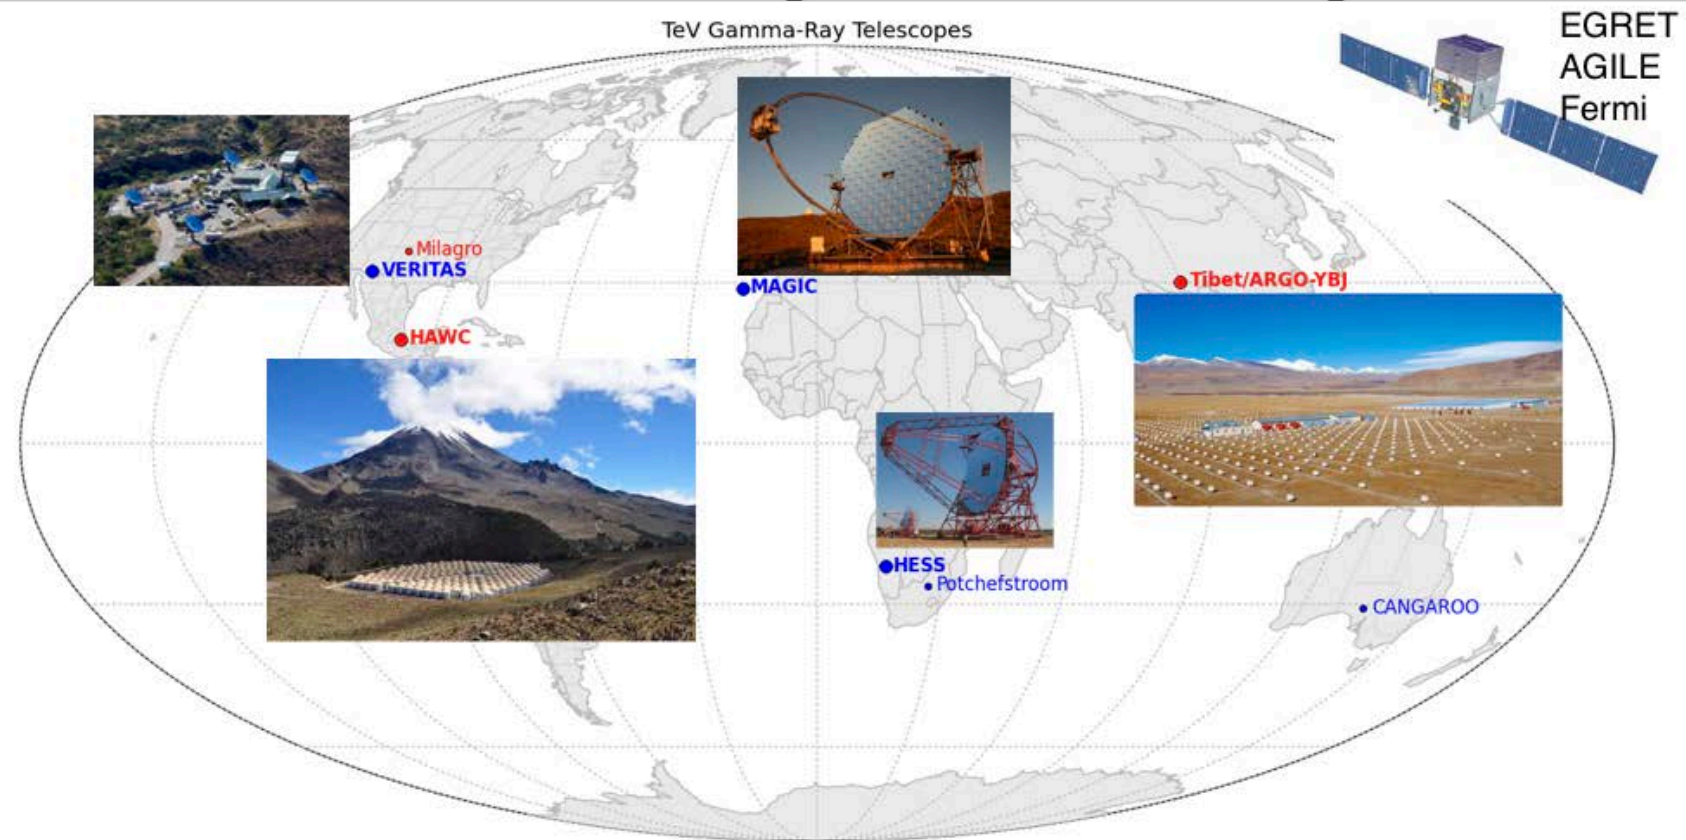 TeV Gamma-Ray Telescopes
EGRET
AGILE
Fermi
Milagro
VERITAS
MAGIC
Tibet/ARGO-YBJ
HAWC
HESS
Potchefstroom
CANGAROO